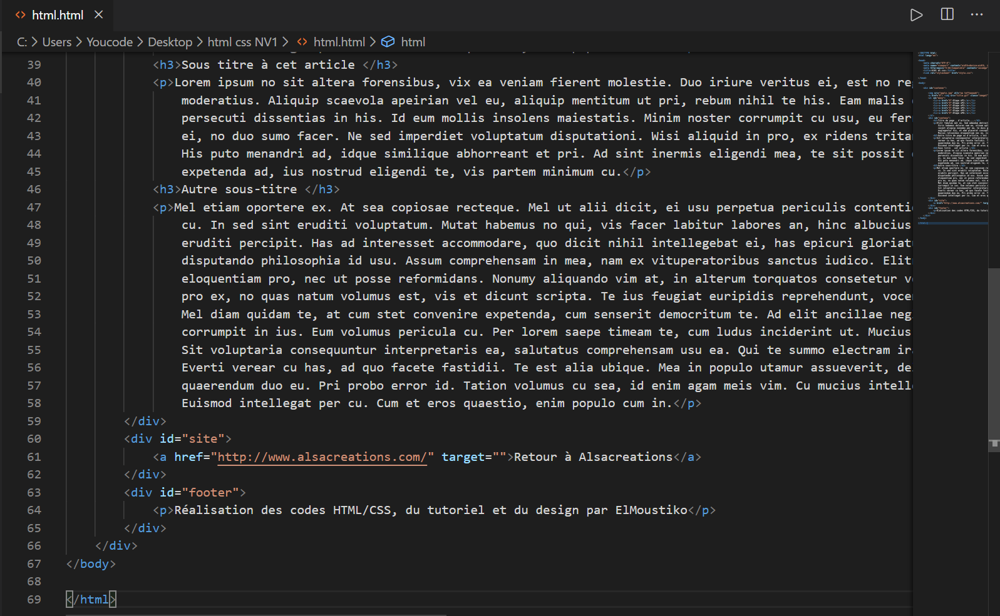 html.html
C: > Users > Youcode > Desktop > html css NV1 > html.html > html
39 <h3>Sous titre à cet article </h3>
40 <p>Lorem ipsum no sit altera forensibus, vix ea veniam fierent molestie. Duo iriure veritus ei, est no
41 moderatius. Aliquip scaevola apeirian vel eu, aliquip mentitum ut pri, rebum nihil te his. Eam malis
42 persecuti dissentias in his. Id eum mollis insolens maiestatis. Minim noster corrumpit cu usu, eu
43 ei, no duo sumo facer. Ne sed imperdiet voluptatum disputationi. Wisi aliquid in pro, ex ridens
44 His puto menandri ad, idque similique abhorreant et pri. Ad sint inermis eligendi mea, te sit possit
45 expetenda ad, ius nostrud eligendi te, vis partem minimum cu.</p>
46 <h3>Autre sous-titre </h3>
47 <p>Mel etiam oportere ex. At sea copiosae recteque. Mel ut alii dicit, ei usu perpetua periculis
48 cu. In sed sint eruditi voluptatum. Mutat habemus no qui, vis facer labitur labores an, hinc albucius
49 eruditi percipit. Has ad interesset accommodare, quo dicit nihil intellegebat ei, has epicuri
50 disputando philosophia id usu. Assum comprehensam in mea, nam ex vituperatoribus sanctus iudico.
51 eloquentiam pro, nec ut posse reformidans. Nonumy aliquando vim at, in alterum torquatos consetetur
52 pro ex, no quas natum volumus est, vis et dicunt scripta. Te ius feugiat euripidis reprehendunt,
53 Mel diam quidam te, at cum stet convenire expetenda, cum senserit democritum te. Ad elit ancillae
54 corrumpit in ius. Eum volumus pericula cu. Per lorem saepe timeam te, cum ludus inciderint ut. Mucius
55 Sit voluptaria consequuntur interpretaris ea, salutatus comprehensam usu ea. Qui te summo electram
56 Everti verear cu has, ad quo facete fastidii. Te est alia ubique. Mea in populo utamur assueverit,
57 quaerendum duo eu. Pri probo error id. Tation volumus cu sea, id enim agam meis vim. Cu mucius
58 Euismod intellegat per cu. Cum et eros quaestio, enim populo cum in.</p>
59 </div>
60 <div id="site">
61 <a href="http://www.alsacreations.com/" target="">Retour à Alsacreations</a>
62 </div>
63 <div id="footer">
64 <p>Réalisation des codes HTML/CSS, du tutoriel et du design par ElMoustiko</p>
65 </div>
66 </div>
67 </body>
68
69 </html>